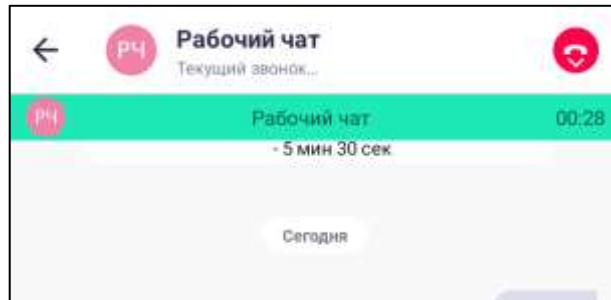 РЧ
Рабочий чат
Текущий звонок...
РЧ
Рабочий чат
00:28
- 5 мин 30 сек
Сегодня